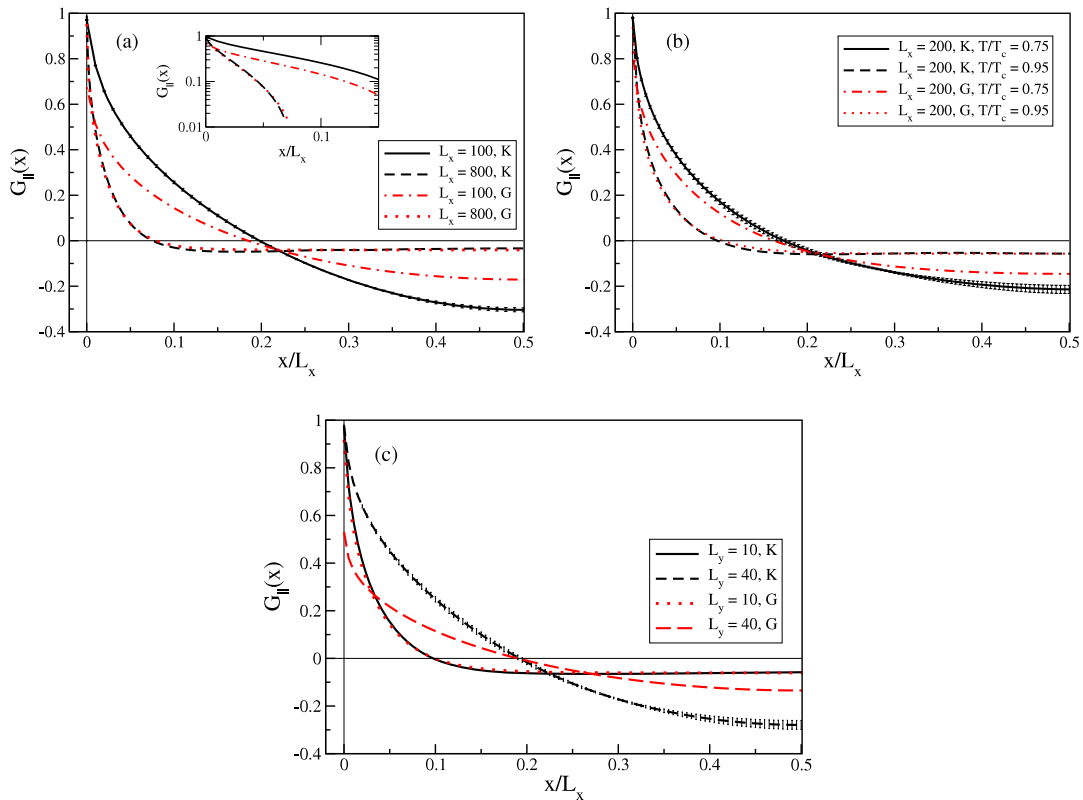 (a)
G||(x)
1
0.8
0.6
0.4
0.2
0
-0.2
-0.4
0
0.1
0.2
0.3
0.4
0.5
x/Lx
G||(x)
1
0.1
0.01
0
0.1
x/Lx
Lx = 100, K
Lx = 800, K
Lx = 100, G
Lx = 800, G
(b)
G||(x)
1
0.8
0.6
0.4
0.2
0
-0.2
-0.4
0
0.1
0.2
0.3
0.4
0.5
x/Lx
Lx = 200, K, T/Tc = 0.75
Lx = 200, K, T/Tc = 0.95
Lx = 200, G, T/Tc = 0.75
Lx = 200, G, T/Tc = 0.95
(c)
G||(x)
1
0.8
0.6
0.4
0.2
0
-0.2
-0.4
0
0.1
0.2
0.3
0.4
0.5
x/Lx
Ly = 10, K
Ly = 40, K
Ly = 10, G
Ly = 40, G